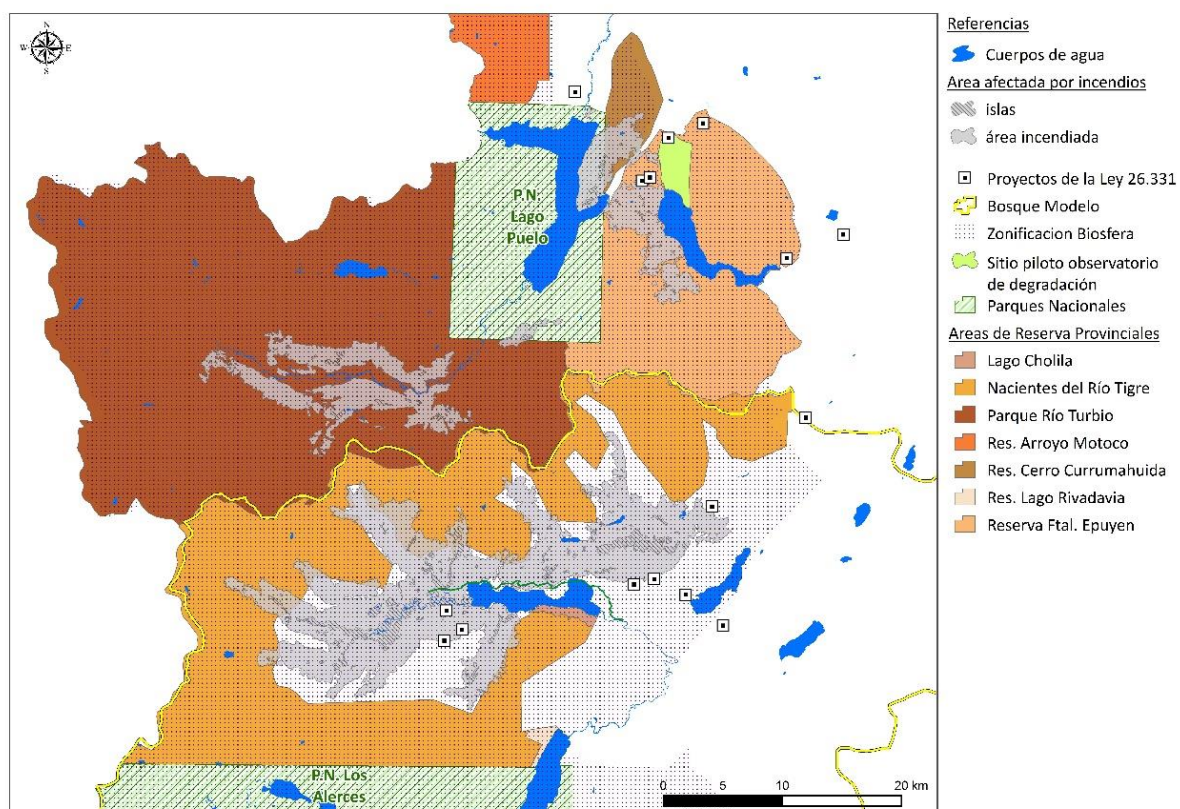 N
W E
S
P.N.
Lago
Puelo
P.N. Los
Alerces
0 10 20 km
Referencias
Cuerpos de agua
Area afectada por incendios
islas
área incendiada
Proyectos de la Ley 26.331
Bosque Modelo
Zonificacion Biosfera
Sitio piloto observatorio
de degradación
Parques Nacionales
Areas de Reserva Provinciales
Lago Cholila
Nacientes del Río Tigre
Parque Río Turbio
Res. Arroyo Motoco
Res. Cerro Currumahuida
Res. Lago Rivadavia
Reserva Ftal. Epuyen